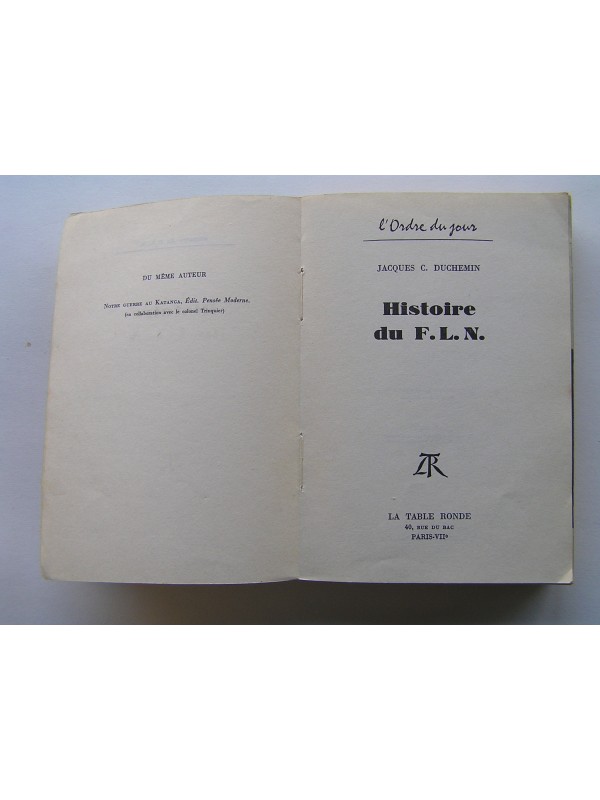 DU MÊME AUTEUR
NOTRE GUERRE AU KATANGA, Édit. Pensée Moderne.
(en collaboration avec le colonel Trinquier)
l'Ordre du jour
JACQUES C. DUCHEMIN
Histoire
du F.L.N.
TR
LA TABLE RONDE
40, RUE DU BAC
PARIS-VIIe